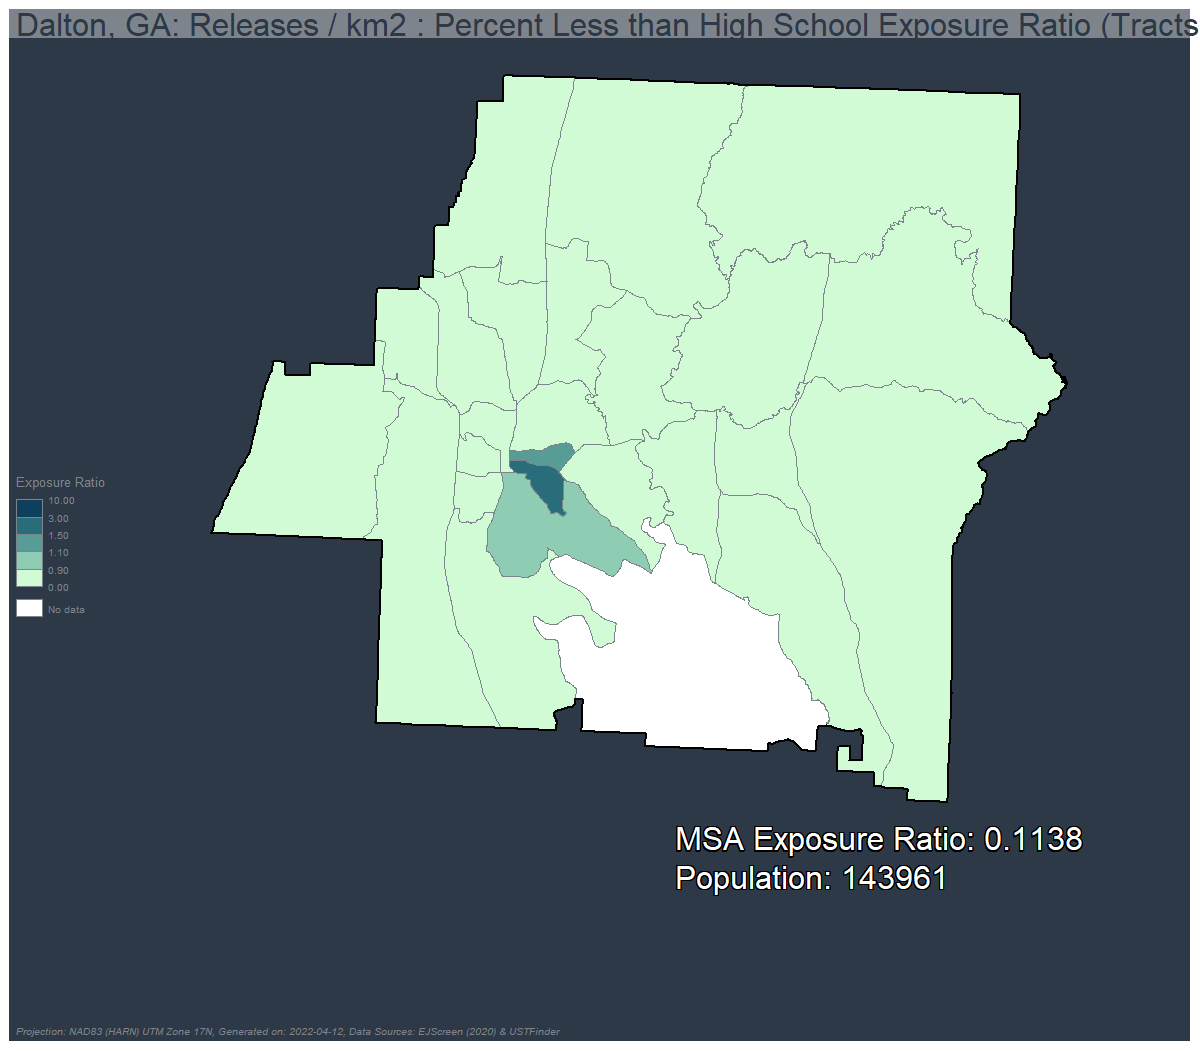 Dalton, GA: Releases / km2 : Percent Less than High School Exposure Ratio (Tracts
Exposure Ratio
10.00
3.00
1.50
1.10
0.90
0.00
No data
MSA Exposure Ratio: 0.1138
Population: 143961
Projection: NAD83 (HARN) UTM Zone 17N, Generated on: 2022-04-12, Data Sources: EJScreen (2020) & USTFinder